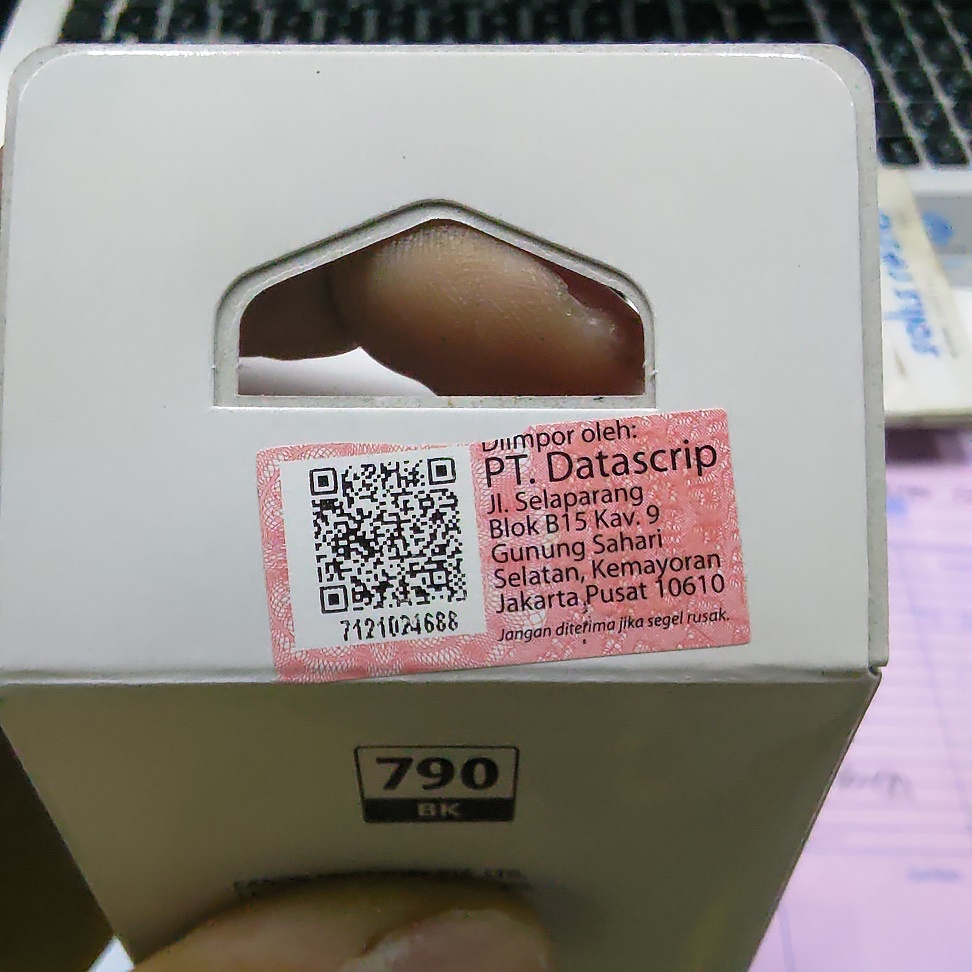 Diimpor oleh:
PT. Datascrip
Jl. Selaparang
Blok B15 Kav. 9
Gunung Sahari
Selatan, Kemayoran
Jakarta Pusat 10610
Jangan diterima jika segel rusak.
7121024688
790
BK